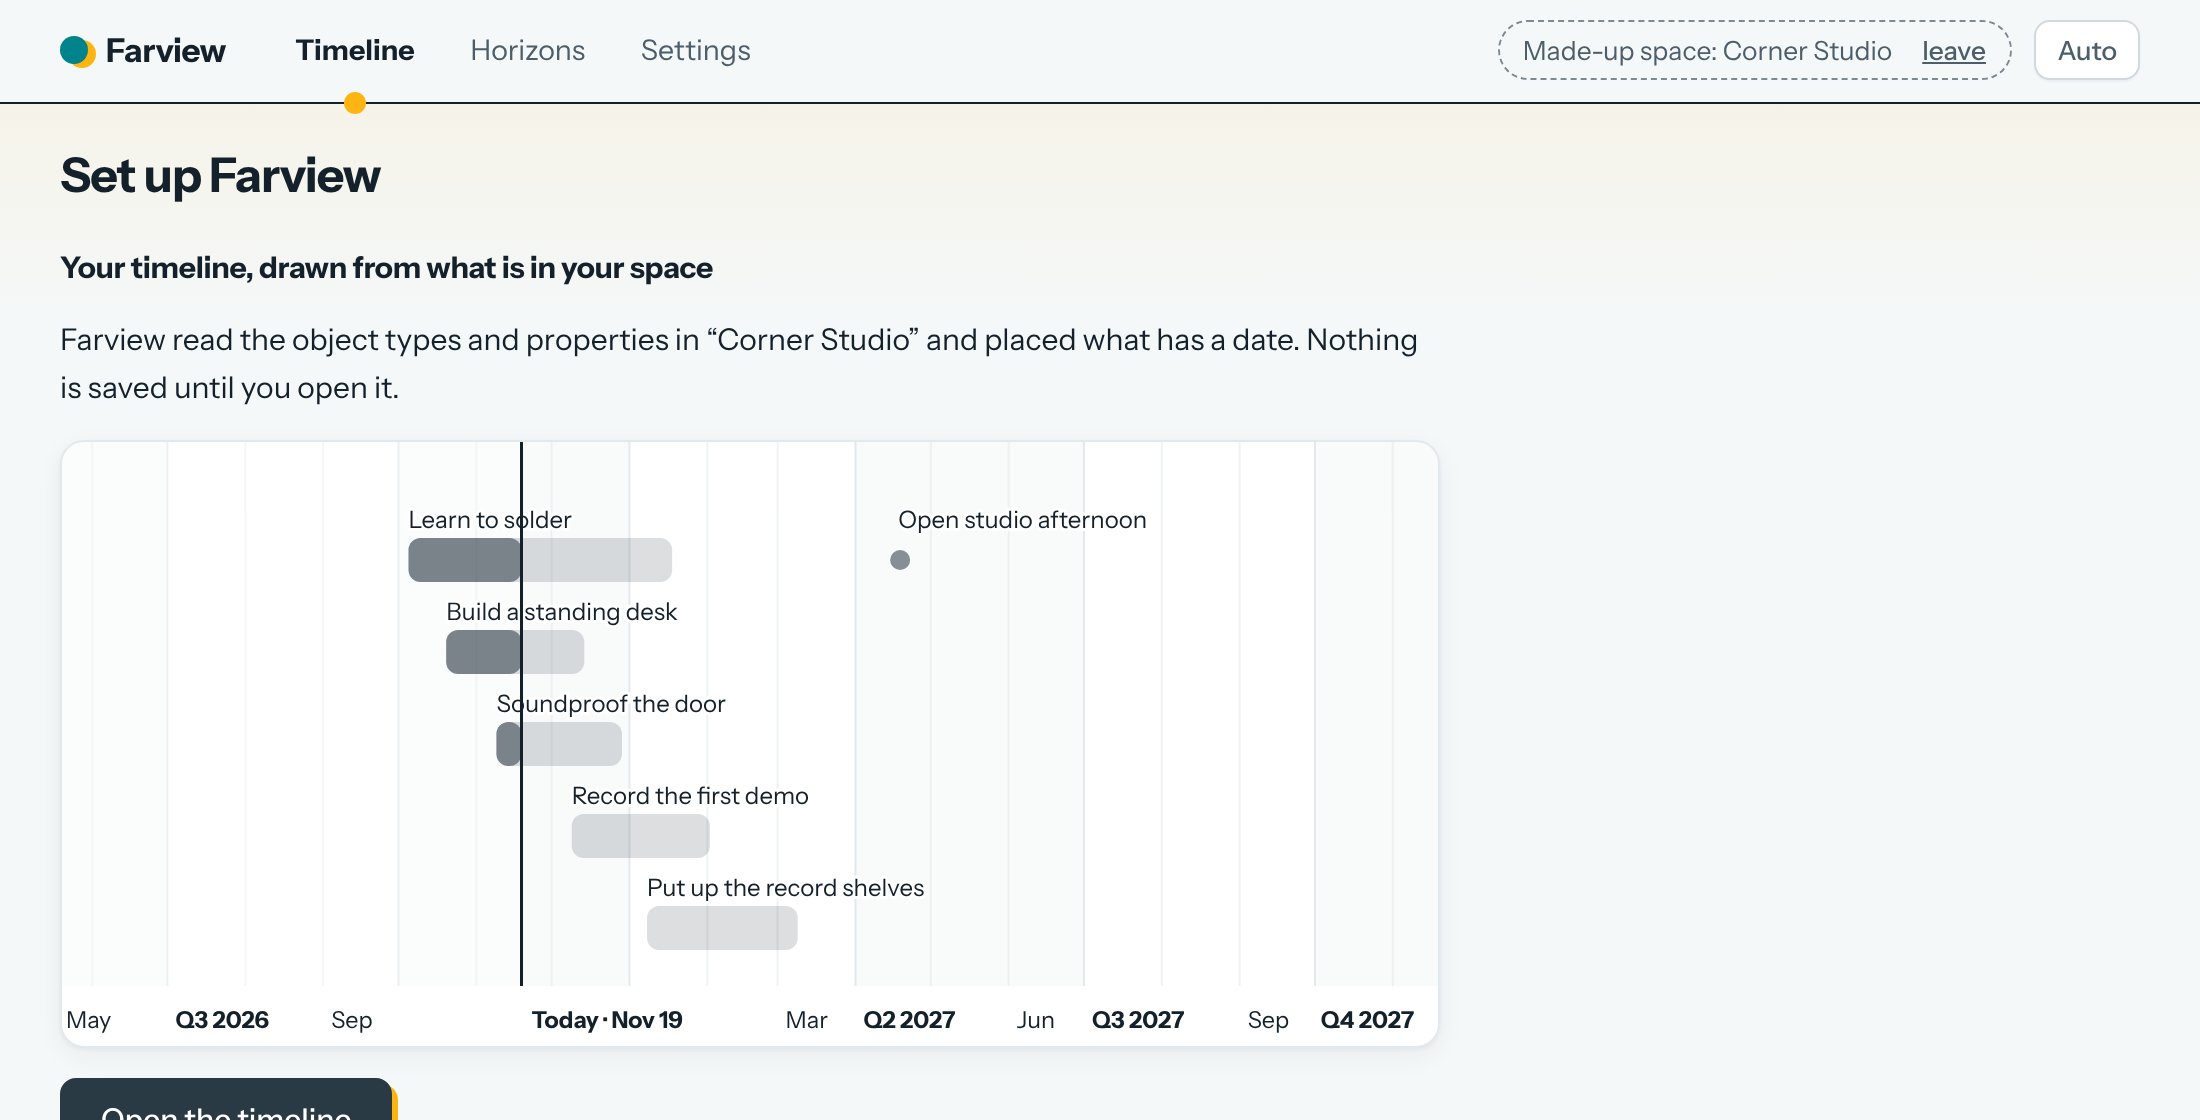 Farview
Timeline
Horizons
Settings
Made-up space: Corner Studio
leave
Auto
Set up Farview
Your timeline, drawn from what is in your space
Farview read the object types and properties in “Corner Studio” and placed what has a date. Nothing
is saved until you open it.
Learn to solder
Open studio afternoon
Build a standing desk
Soundproof the door
Record the first demo
Put up the record shelves
May
Q3 2026
Sep
Today · Nov 19
Mar
Q2 2027
Jun
Q3 2027
Sep
Q4 2027
Open the timeline